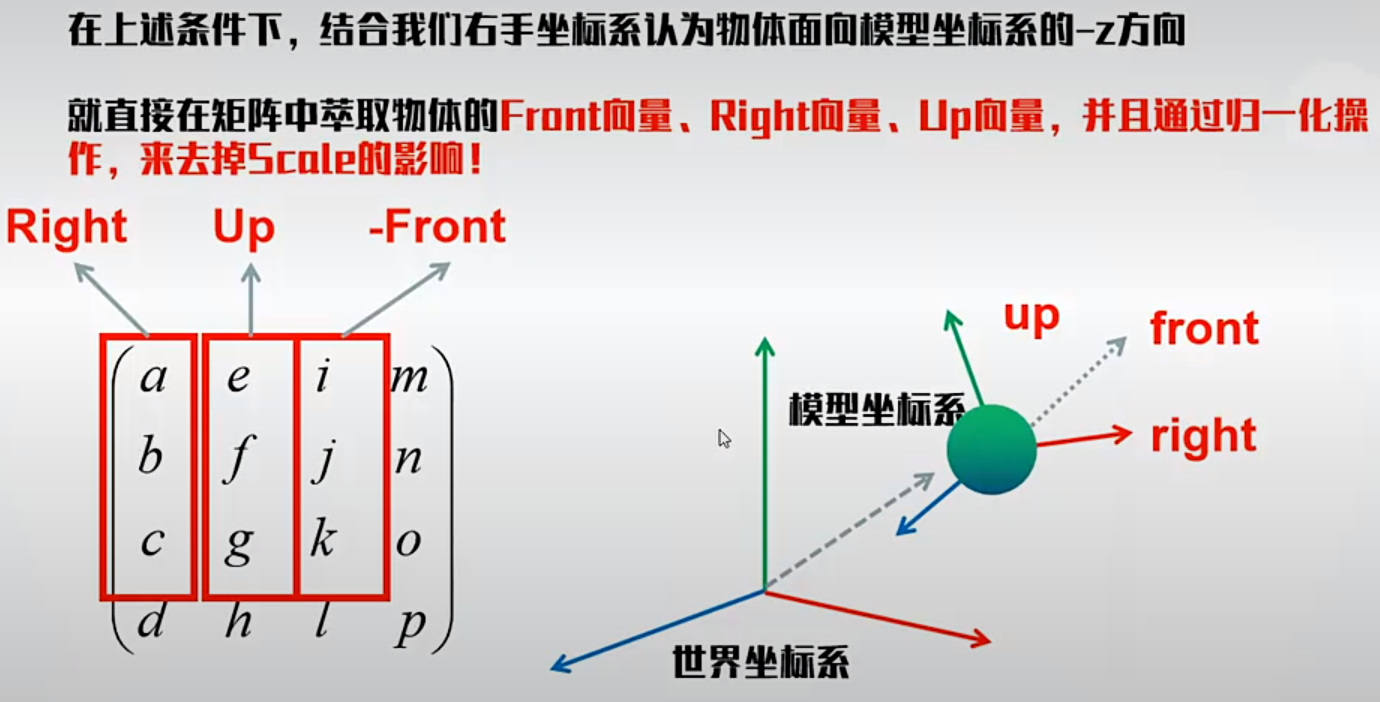 在上述条件下，结合我们右手坐标系认为物体面向模型坐标系的-z方向
就直接在矩阵中萃取物体的Front向量、Right向量、Up向量，并且通过归一化操
作，来去掉Scale的影响！
Right Up -Front
a e i m
b f j n
c g k o
d h l p
up
front
模型坐标系
right
世界坐标系